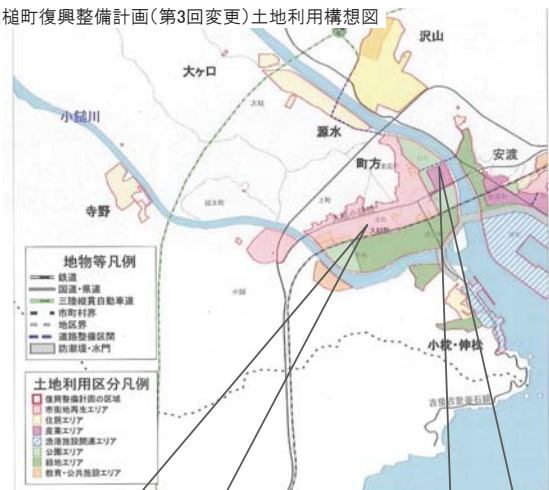 槌町復興整備計画(第3回変更)土地利用構想図
沢山
大ケ口
小鎚川
源水
町方
安渡
寺野
小枕・伸松
地物等凡例
鉄道
国道・県道
三陸縦貫自動車道
市町村界
地区界
道路整備区間
防潮堤・水門
土地利用区分凡例
復興整備計画の区域
市街地再生エリア
住居エリア
産業エリア
漁港施設関連エリア
公園エリア
緑地エリア
教育・公共施設エリア